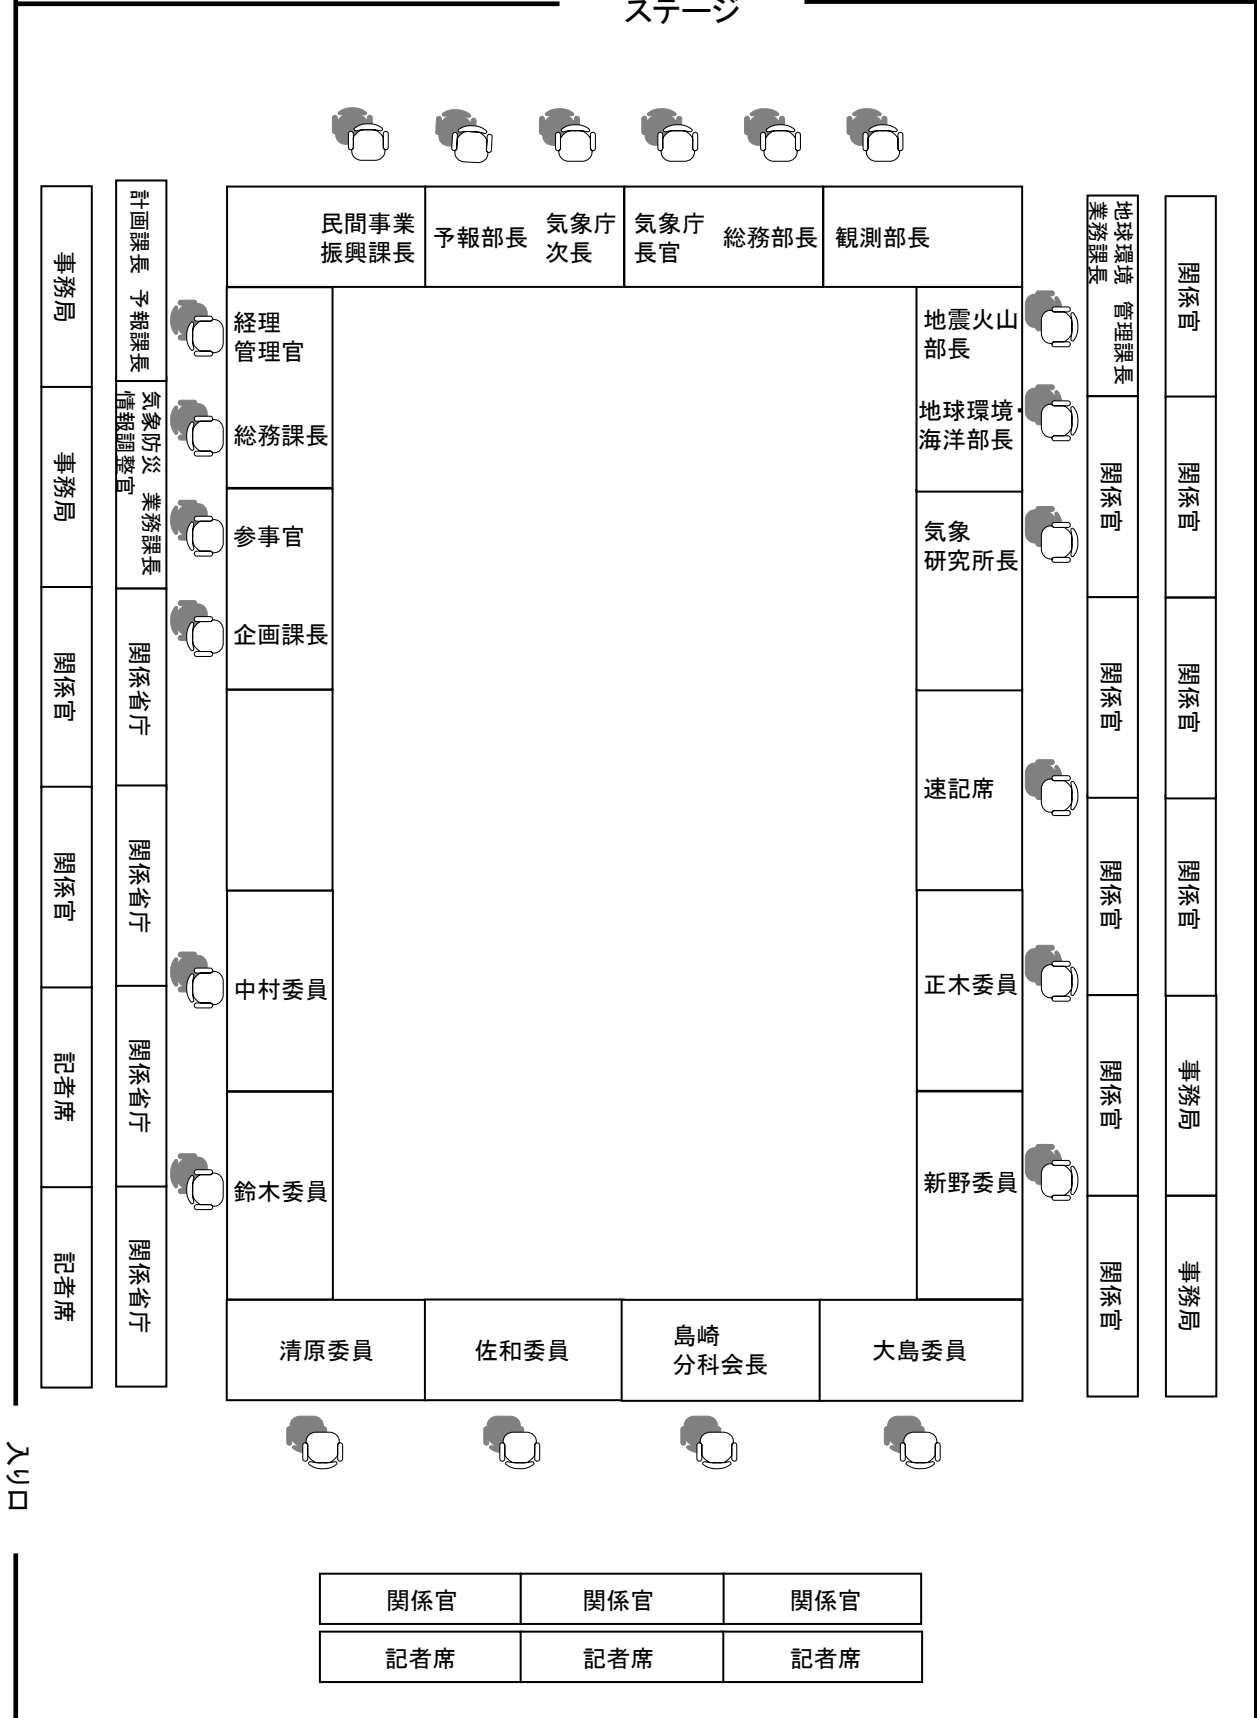 ステージ
民間事業
振興課長
予報部長
気象庁
次長
気象庁
長官
総務部長
観測部長
事務局
事務局
関係官
関係官
記者席
記者席
計画課長 予報課長
気象防災 業務課長
情報調整官
関係省庁
関係省庁
関係省庁
関係省庁
経理
管理官
総務課長
参事官
企画課長
中村委員
鈴木委員
地震火山
部長
地球環境・
海洋部長
気象
研究所長
速記席
正木委員
新野委員
地球環境 管理課長
業務課長
関係官
関係官
関係官
関係官
関係官
関係官
関係官
関係官
関係官
事務局
事務局
清原委員
佐和委員
島崎
分科会長
大島委員
入り口
関係官 関係官 関係官
記者席 記者席 記者席